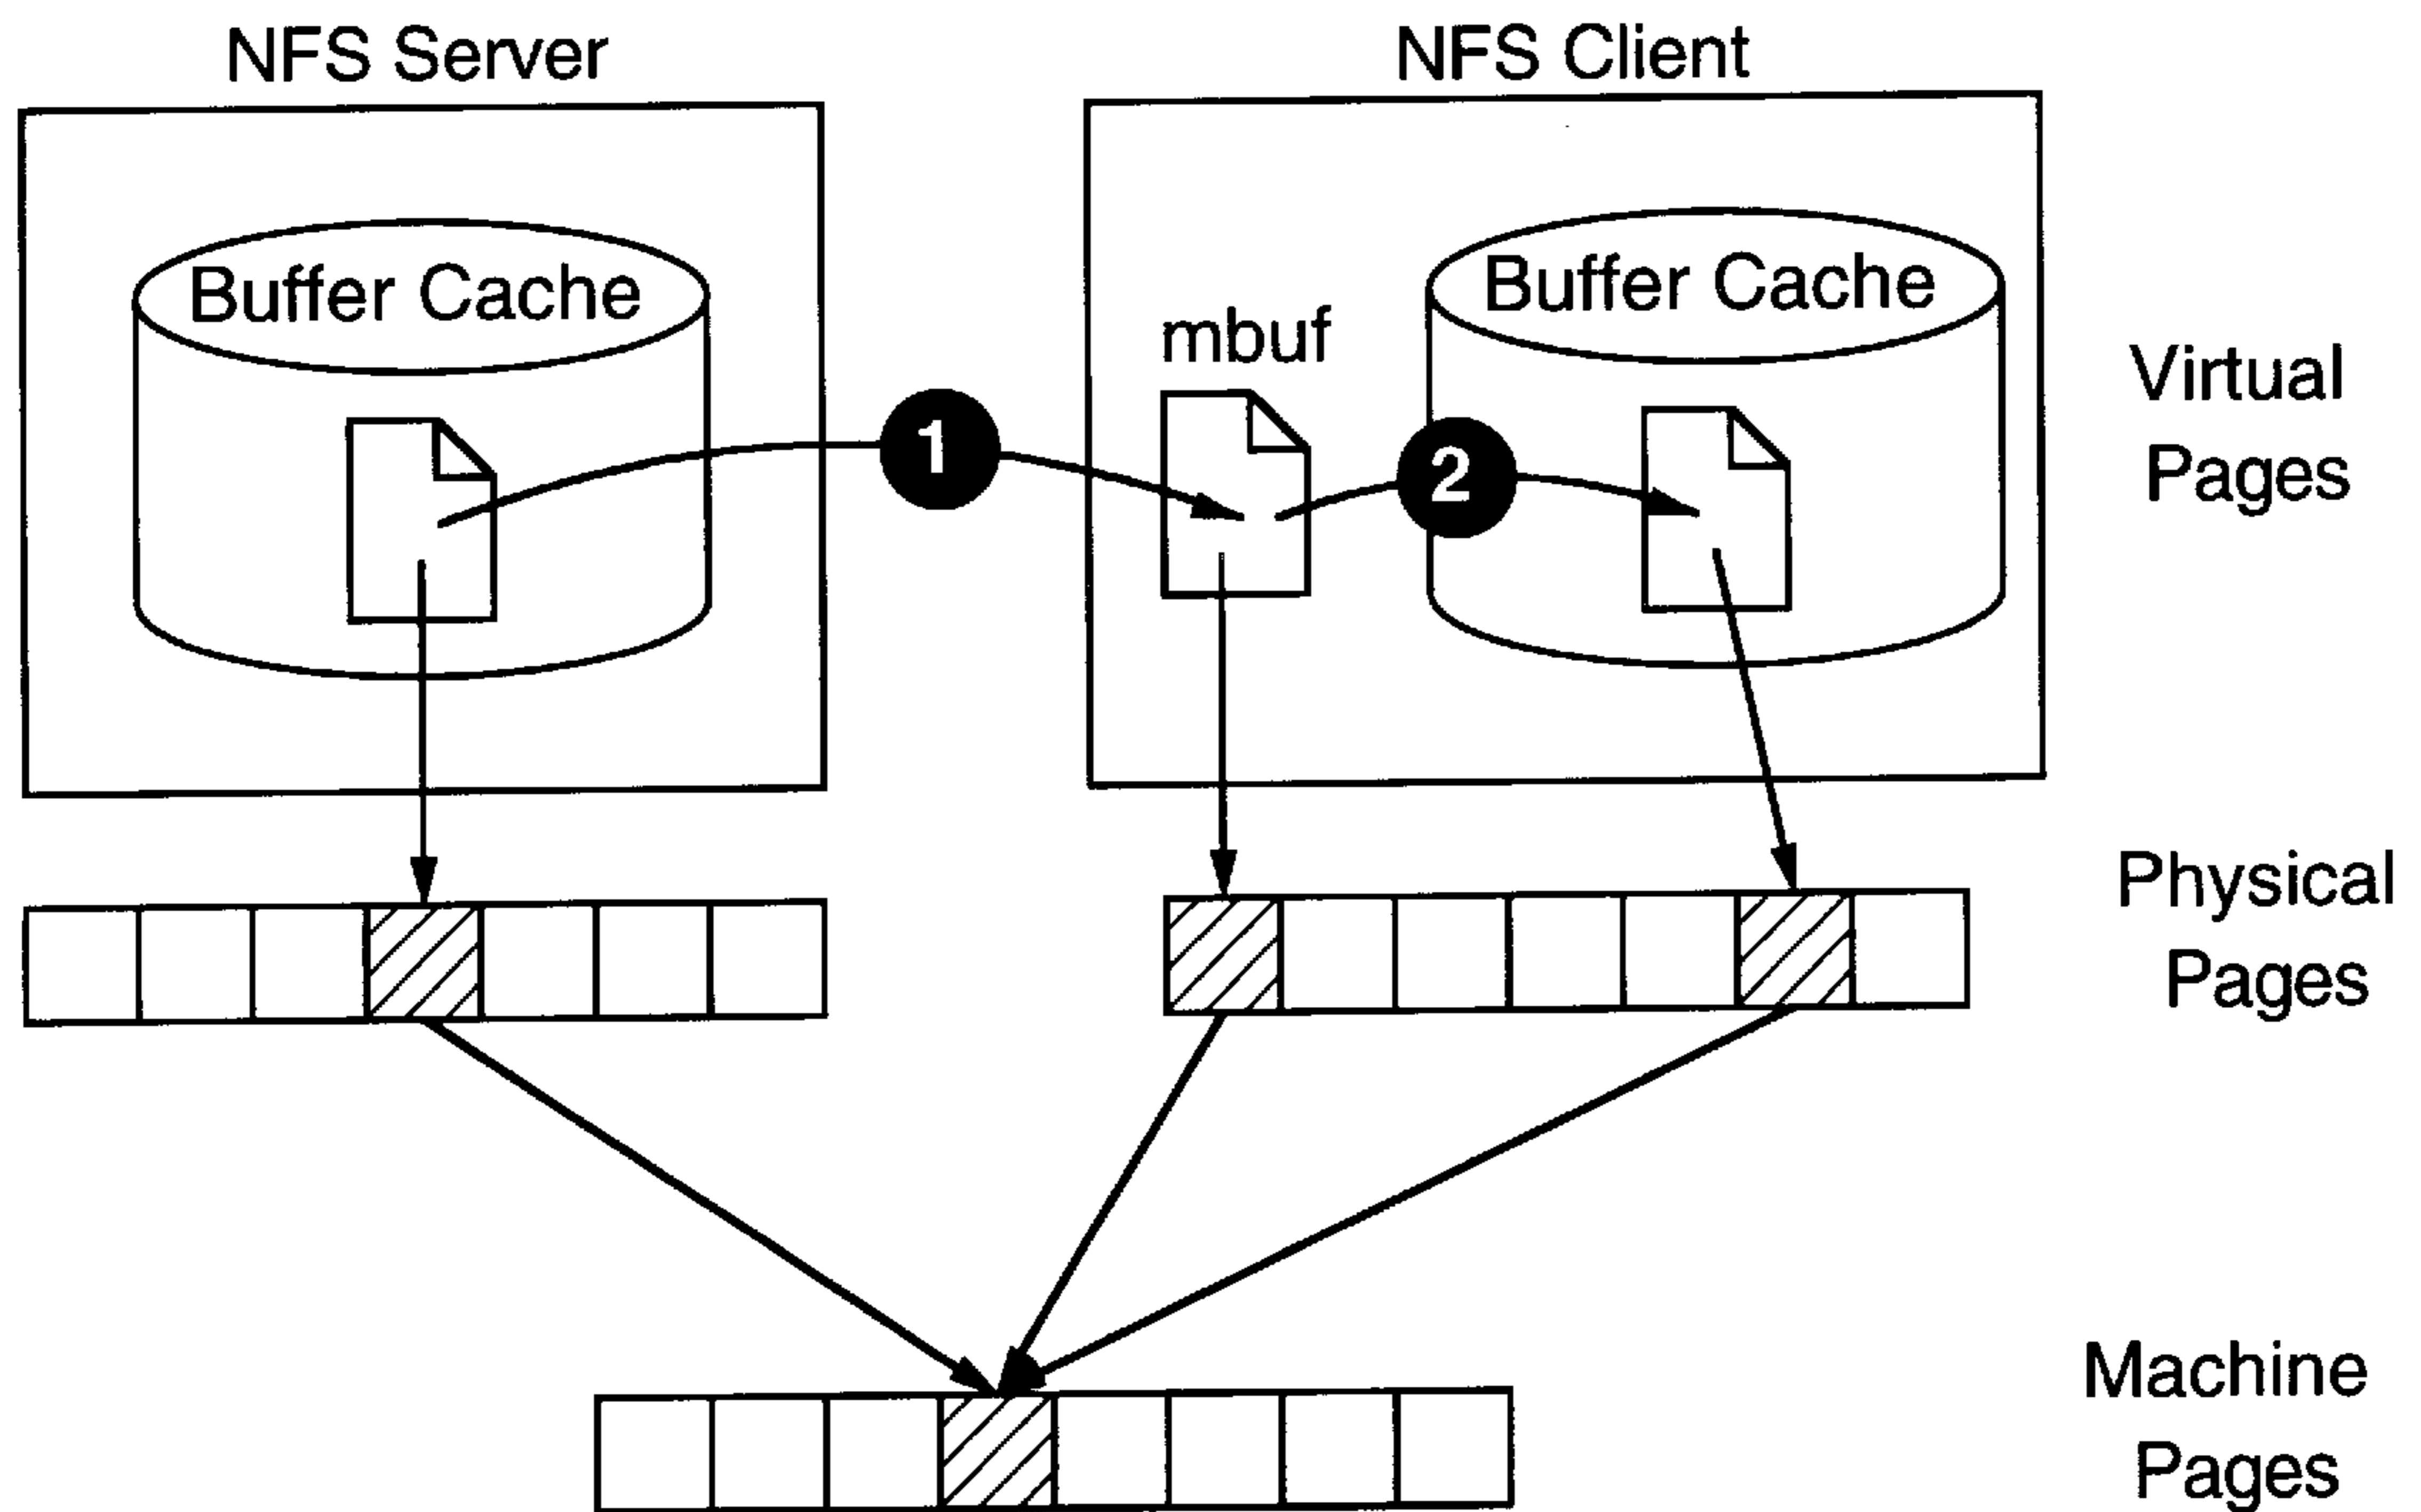 NFS Server
NFS Client
Buffer Cache
Buffer Cache
mbuf
1
2
Virtual
Pages
Physical
Pages
Machine
Pages